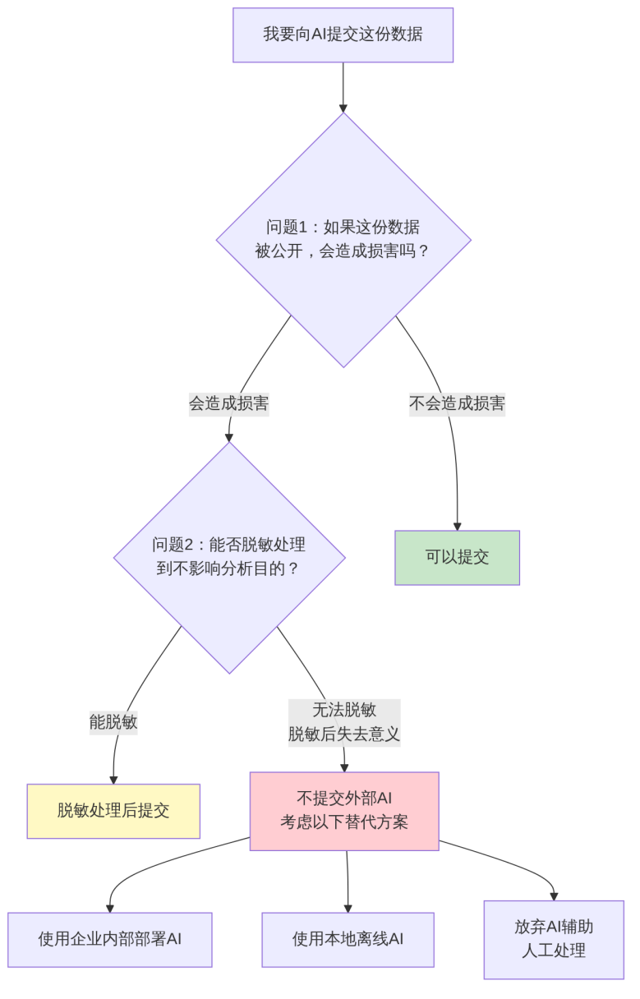 我要向AI提交这份数据
问题1：如果这份数据
被公开，会造成损害吗？
会造成损害
不会造成损害
问题2：能否脱敏处理
到不影响分析目的？
可以提交
能脱敏
无法脱敏
脱敏后失去意义
脱敏处理后提交
不提交外部AI
考虑以下替代方案
使用企业内部部署AI
使用本地离线AI
放弃AI辅助
人工处理